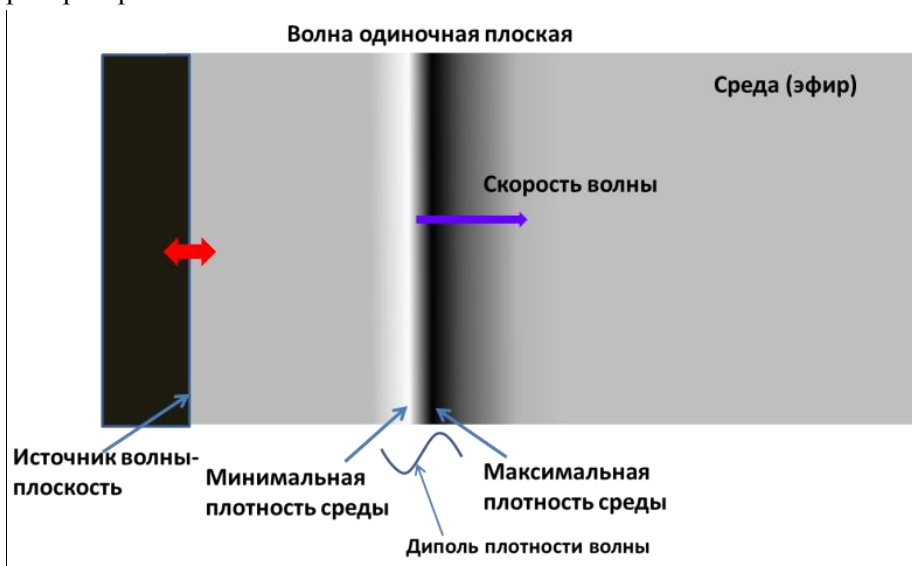 Волна одиночная плоская
Среда (эфир)
Скорость волны
Источник волны-
плоскость
Минимальная
плотность среды
Максимальная
плотность среды
Диполь плотности волны